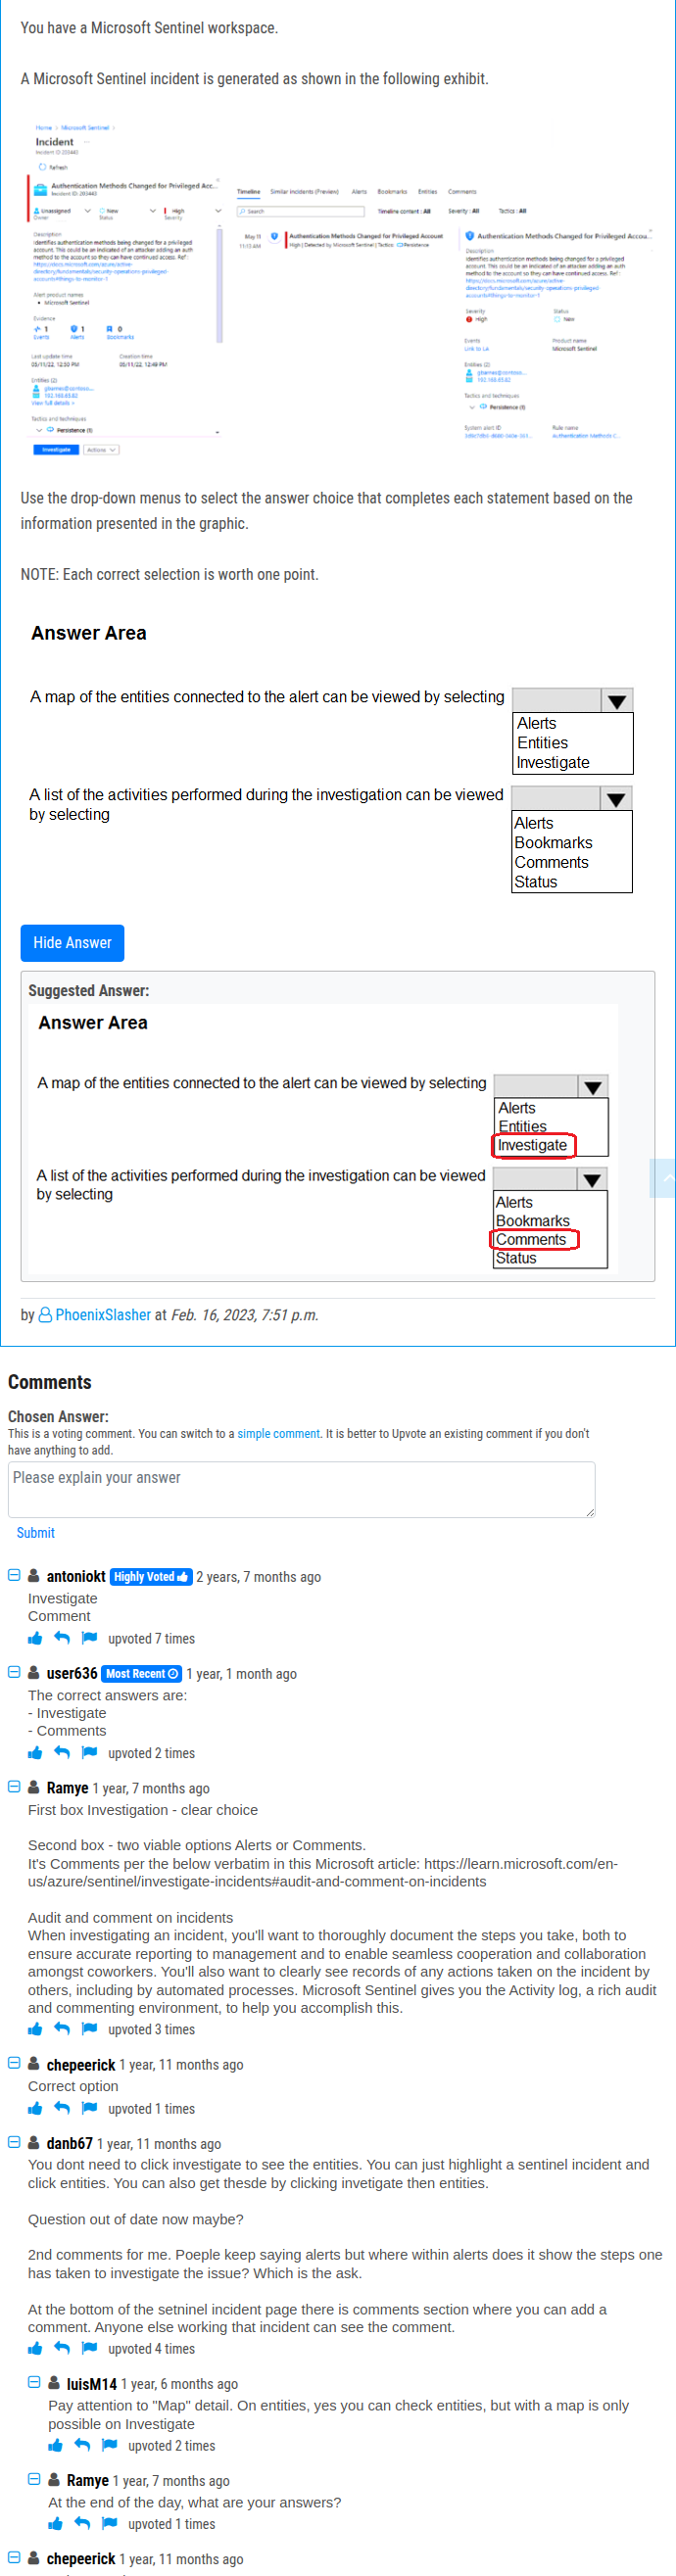 You have a Microsoft Sentinel workspace.
A Microsoft Sentinel incident is generated as shown in the following exhibit.
Home > Microsoft Sentinel >
Incident ...
Incident ID 203440
Refresh
Authentication Methods Changed for Privileged Acc...
Incident ID 203440
Unassigned
Owner
New
Status
High
Severity
Description
Identifies authentication methods being changed for a privileged
account. This could be an indicated of an attacker adding an auth
method to the account so they can have continued access. Ref :
https://docs.microsoft.com/azure/active-
directory/fundamentals/security-operations-privileged-
accounts#things-to-monitor-1
Alert product names
• Microsoft Sentinel
Evidence
1 1 0
Events Alerts Bookmarks
Last update time Creation time
05/11/22, 12:50 PM 05/11/22, 12:49 PM
Entities (2)
192.168.65.82
View full details >
Tactics and techniques
Persistence (1)
Investigate Actions
Timeline Similar incidents (Preview) Alerts Bookmarks Entities Comments
Search Timeline content : All Severity : All Tactics : All
May 11
11:13 AM
Authentication Methods Changed for Privileged Account
High | Detected by Microsoft Sentinel | Tactics: Persistence
Authentication Methods Changed for Privileged Accou...
Description
Identifies authentication methods being changed for a privileged
account. This could be an indicated of an attacker adding an auth
method to the account so they can have continued access. Ref :
https://docs.microsoft.com/azure/active-
directory/fundamentals/security-operations-privileged-
accounts#things-to-monitor-1
Severity Status
High New
Events Product name
Link to LA Microsoft Sentinel
Entities (2)
192.168.65.82
Tactics and techniques
Persistence (1)
System alert ID Rule name
Authentication Methods C...
Use the drop-down menus to select the answer choice that completes each statement based on the
information presented in the graphic.
NOTE: Each correct selection is worth one point.
Answer Area
A map of the entities connected to the alert can be viewed by selecting
Alerts
Entities
Investigate
A list of the activities performed during the investigation can be viewed
by selecting
Alerts
Bookmarks
Comments
Status
Hide Answer
Suggested Answer:
Answer Area
A map of the entities connected to the alert can be viewed by selecting
Alerts
Entities
Investigate
A list of the activities performed during the investigation can be viewed
by selecting
Alerts
Bookmarks
Comments
Status
by PhoenixSlasher at Feb. 16, 2023, 7:51 p.m.
Comments
Chosen Answer:
This is a voting comment. You can switch to a simple comment. It is better to Upvote an existing comment if you don't
have anything to add.
Please explain your answer
Submit
antoniokt Highly Voted 2 years, 7 months ago
Investigate
Comment
upvoted 7 times
user636 Most Recent 1 year, 1 month ago
The correct answers are:
- Investigate
- Comments
upvoted 2 times
Ramye 1 year, 7 months ago
First box Investigation - clear choice
Second box - two viable options Alerts or Comments.
It's Comments per the below verbatim in this Microsoft article: https://learn.microsoft.com/en-
us/azure/sentinel/investigate-incidents#audit-and-comment-on-incidents
Audit and comment on incidents
When investigating an incident, you'll want to thoroughly document the steps you take, both to
ensure accurate reporting to management and to enable seamless cooperation and collaboration
amongst coworkers. You'll also want to clearly see records of any actions taken on the incident by
others, including by automated processes. Microsoft Sentinel gives you the Activity log, a rich audit
and commenting environment, to help you accomplish this.
upvoted 3 times
chepeerick 1 year, 11 months ago
Correct option
upvoted 1 times
danb67 1 year, 11 months ago
You dont need to click investigate to see the entities. You can just highlight a sentinel incident and
click entities. You can also get thesde by clicking invetigate then entities.
Question out of date now maybe?
2nd comments for me. Poeple keep saying alerts but where within alerts does it show the steps one
has taken to investigate the issue? Which is the ask.
At the bottom of the setninel incident page there is comments section where you can add a
comment. Anyone else working that incident can see the comment.
upvoted 4 times
luisM14 1 year, 6 months ago
Pay attention to "Map" detail. On entities, yes you can check entities, but with a map is only
possible on Investigate
upvoted 2 times
Ramye 1 year, 7 months ago
At the end of the day, what are your answers?
upvoted 1 times
chepeerick 1 year, 11 months ago